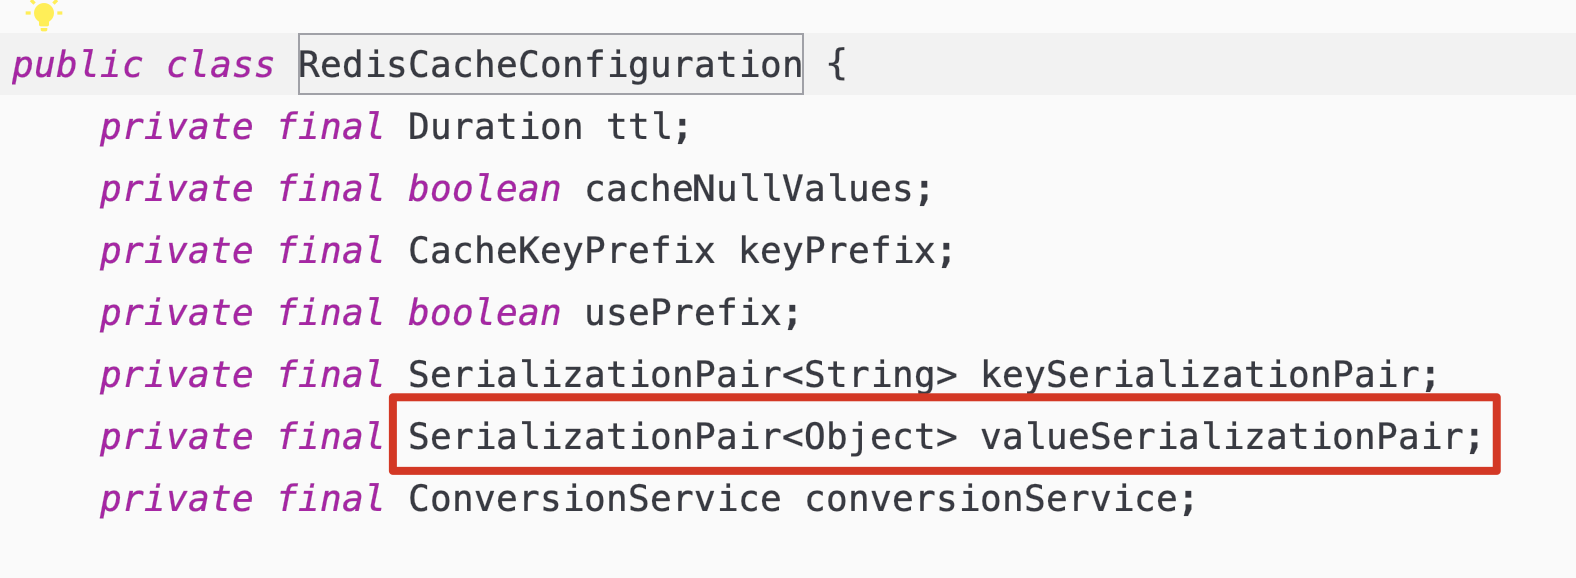 public class RedisCacheConfiguration {
private final Duration ttl;
private final boolean cacheNullValues;
private final CacheKeyPrefix keyPrefix;
private final boolean usePrefix;
private final SerializationPair<String> keySerializationPair;
private final SerializationPair<Object> valueSerializationPair;
private final ConversionService conversionService;